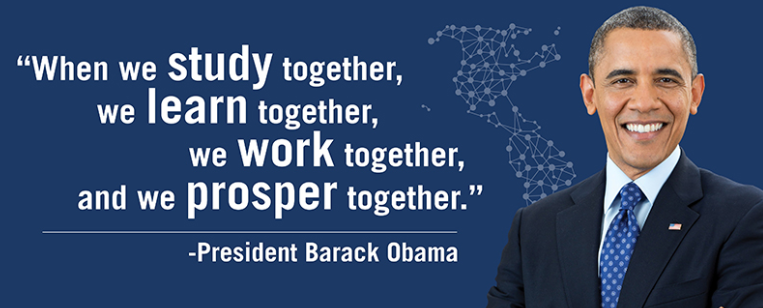 “When we study together,
we learn together,
we work together,
and we prosper together.”
-President Barack Obama